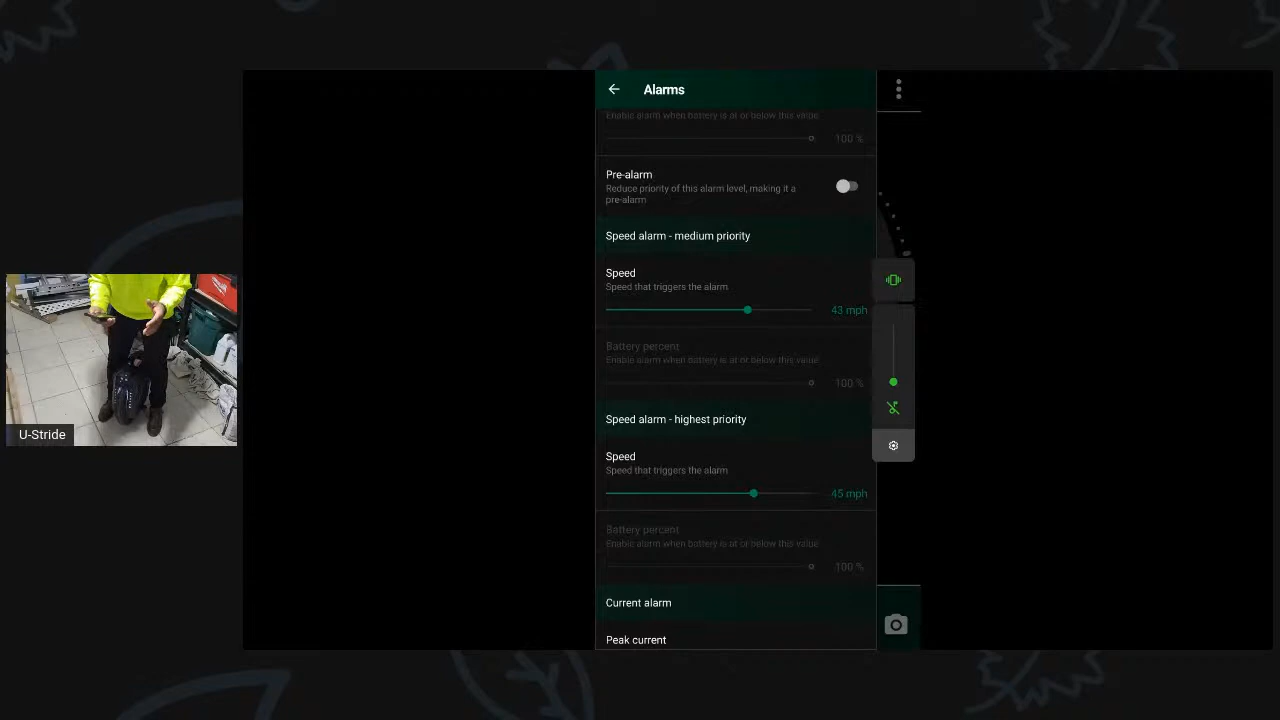 Alarms
Enable alarm when battery is at or below this value
100 %
Pre-alarm
Reduce priority of this alarm level, making it a
pre-alarm
Speed alarm - medium priority
Speed
Speed that triggers the alarm
43 mph
Battery percent
Enable alarm when battery is at or below this value
100 %
Speed alarm - highest priority
Speed
Speed that triggers the alarm
45 mph
Battery percent
Enable alarm when battery is at or below this value
100 %
Current alarm
Peak current
U-Stride